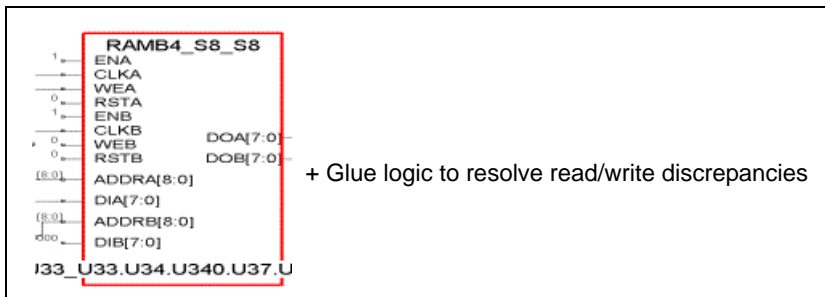 RAMB4_S8_S8
1 ENA
CLKA
WEA
0 RSTA
1 ENB
CLKB
0 WEB
0 RSTB
DOA[7:0]
DOB[7:0]
[8:0] ADDRA[8:0]
DIA[7:0]
[8:0] ADDRB[8:0]
DIB[7:0]
+ Glue logic to resolve read/write discrepancies
J33_U33.U34.U340.U37.U